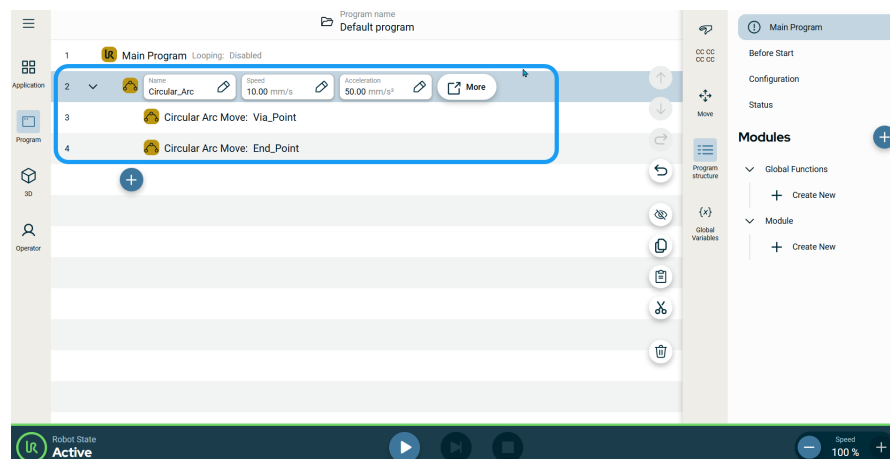 Program name
Default program
Application
Program
3D
Operator
1 Main Program Looping: Disabled
2 Name Circular_Arc Speed 10.00 mm/s Acceleration 50.00 mm/s² More
3 Circular Arc Move: Via_Point
4 Circular Arc Move: End_Point
CC CC
CC CC
Move
Program
structure
{x}
Global
Variables
Main Program
Before Start
Configuration
Status
Modules
Global Functions
Create New
Module
Create New
Robot State
Active
Speed
100 %